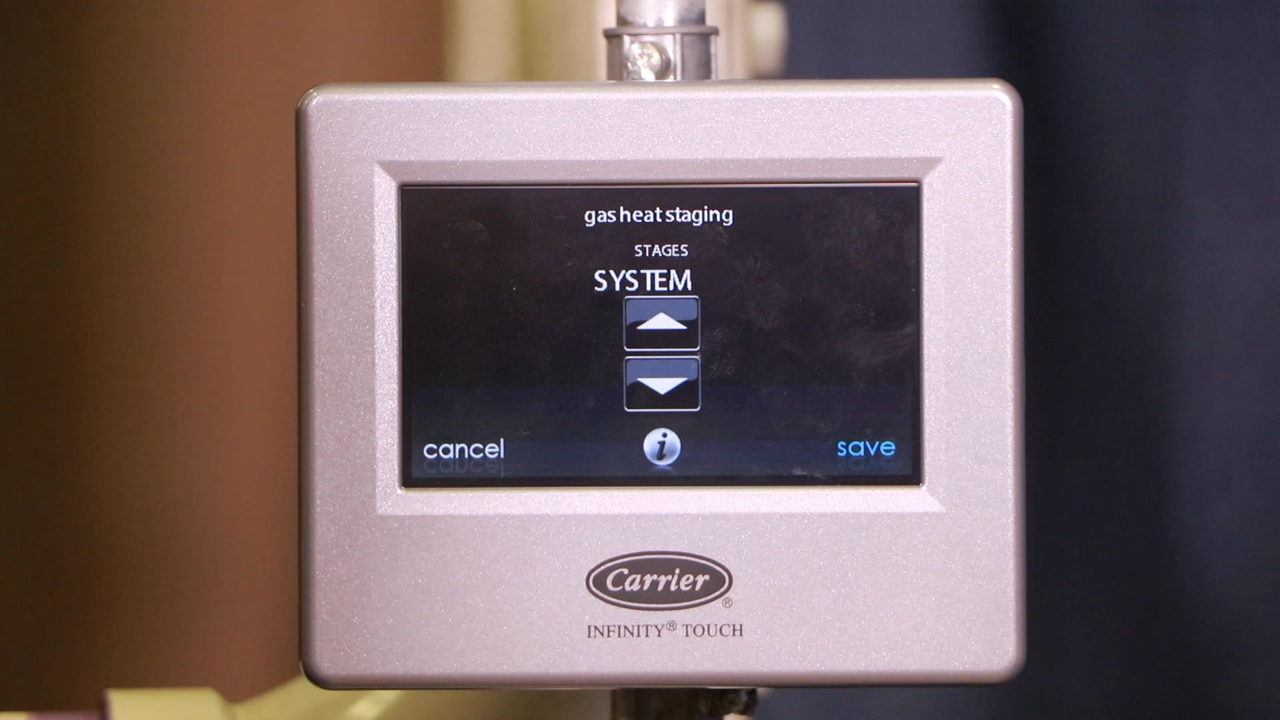 gas heat staging
STAGES
SYSTEM
i
cancel
save
Carrier®
INFINITY® TOUCH